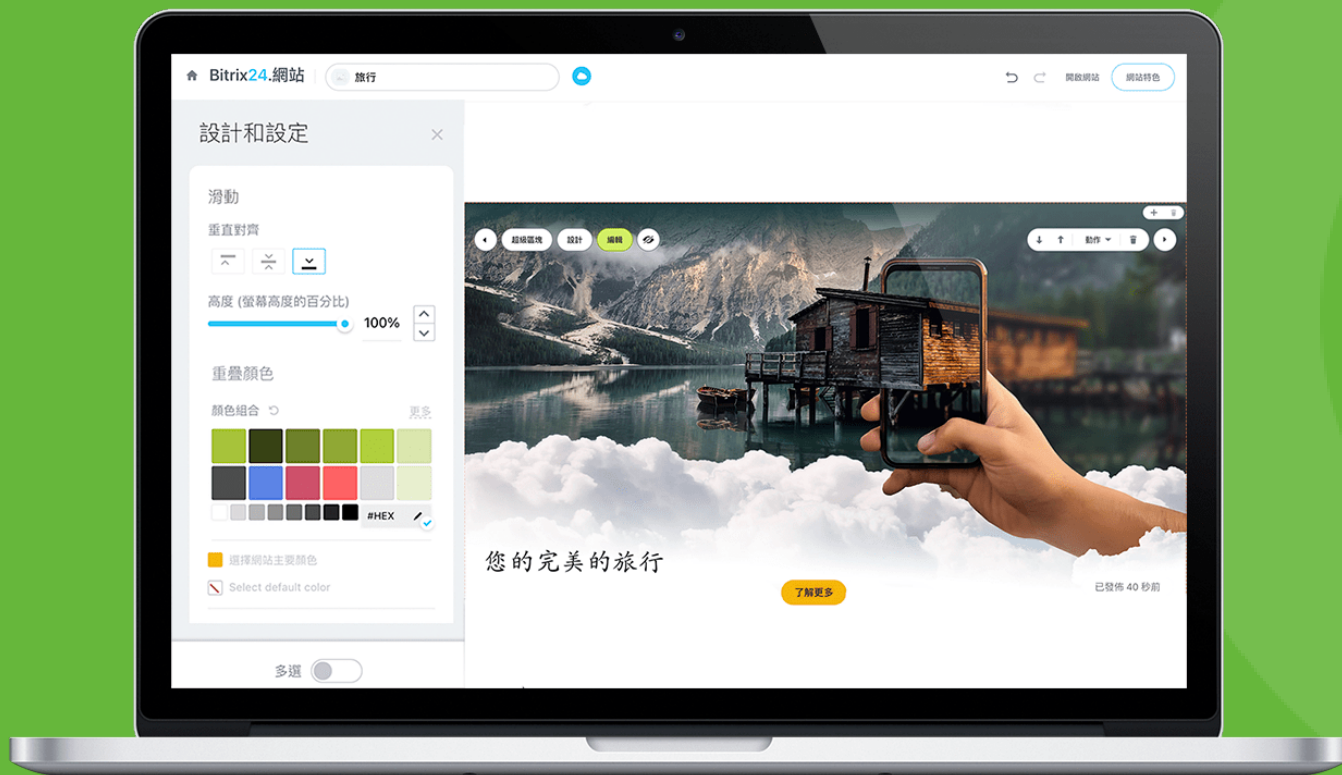 Bitrix24.網站
旅行
開啟網站
網站特色
設計和設定
滑動
垂直對齊
高度 (螢幕高度的百分比)
100%
重疊顏色
顏色組合
更多
#HEX
選擇網站主要顏色
Select default color
多選
超級區塊
設計
編輯
動作
您的完美的旅行
了解更多
已發佈 40 秒前